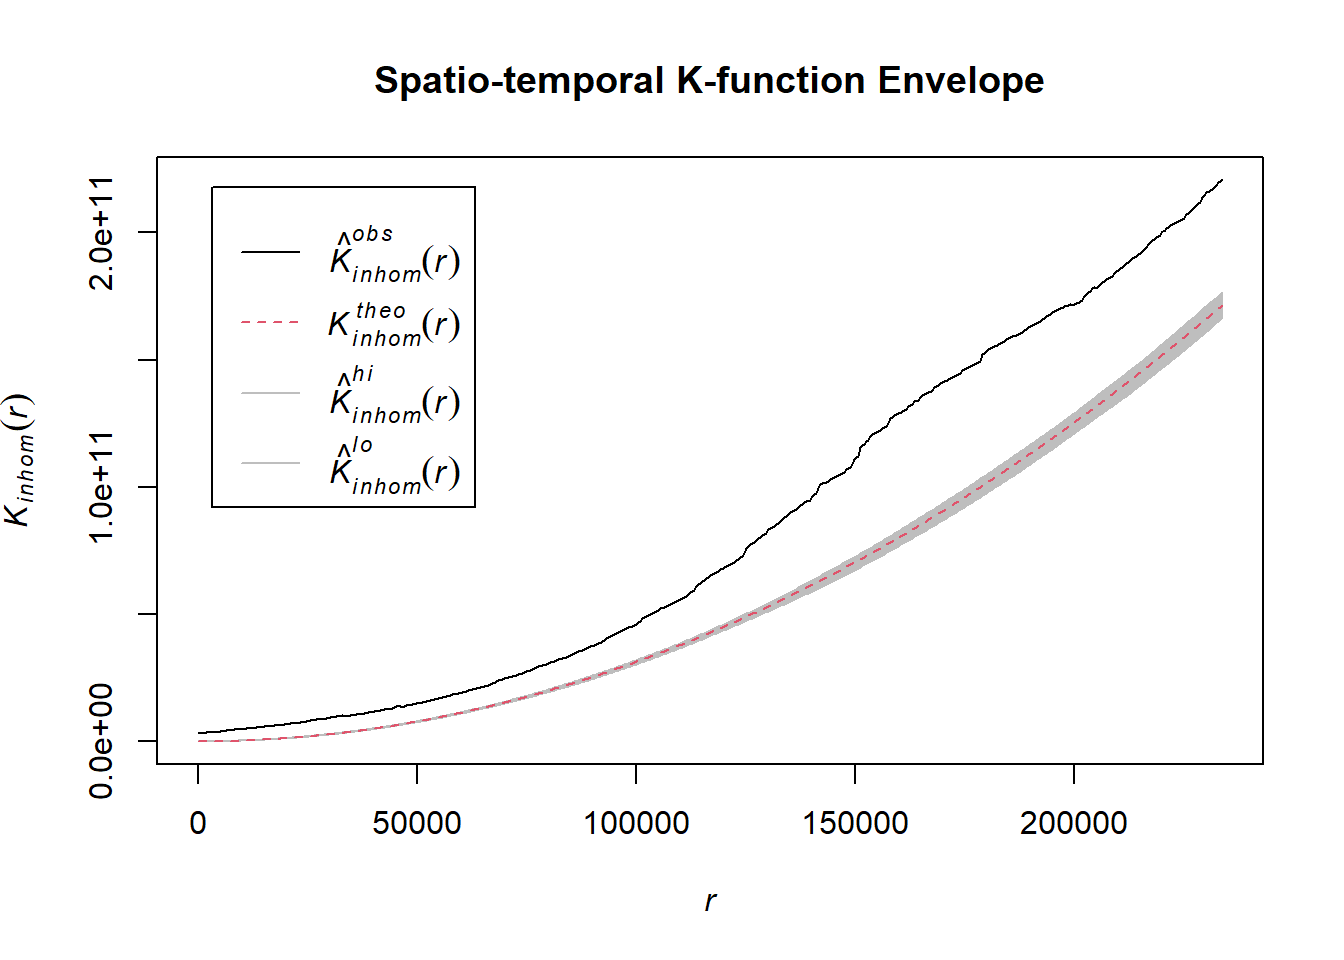 Spatio-temporal K-function Envelope
K̂ obs inhom (r)
K theo inhom (r)
K̂ hi inhom (r)
K̂ lo inhom (r)
K inhom (r)
2.0e+11
1.0e+11
0.0e+00
0 50000 100000 150000 200000
r